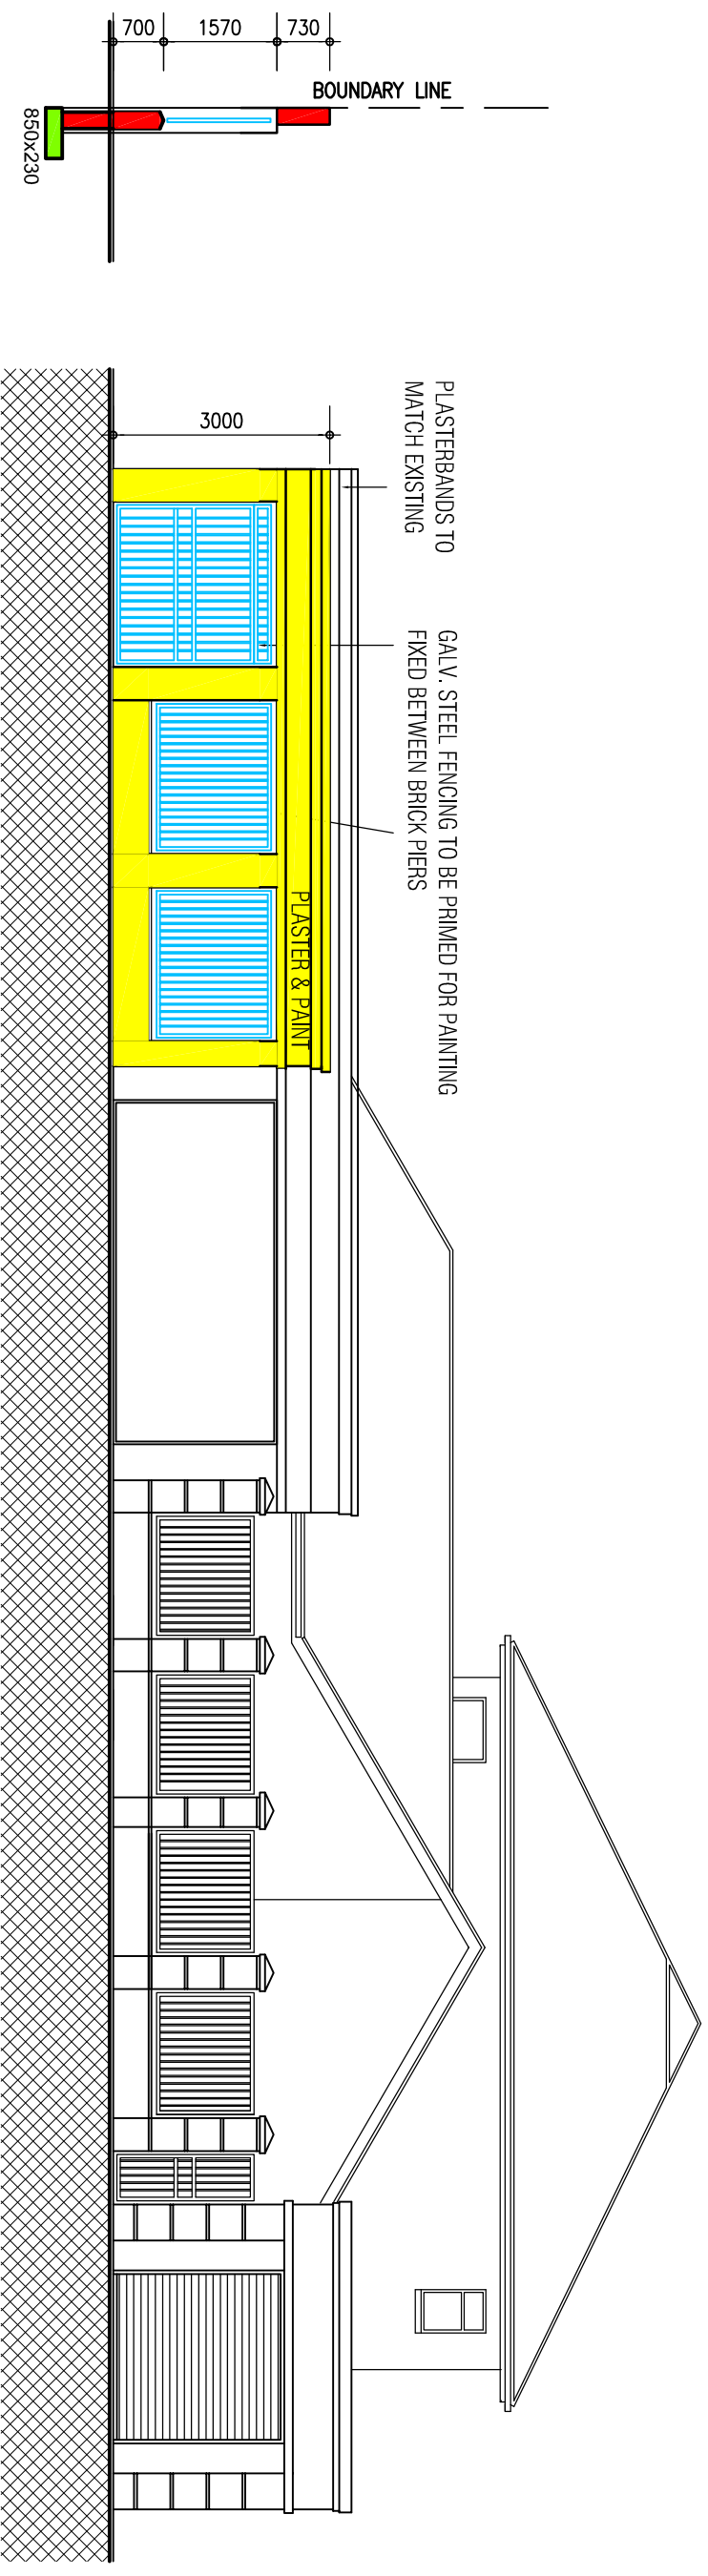 700
1570
730
BOUNDARY LINE
850x230
3000
PLASTERBANDS TO
MATCH EXISTING
GALV. STEEL FENCING TO BE PRIMED FOR PAINTING
FIXED BETWEEN BRICK PIERS
PLASTER & PAINT